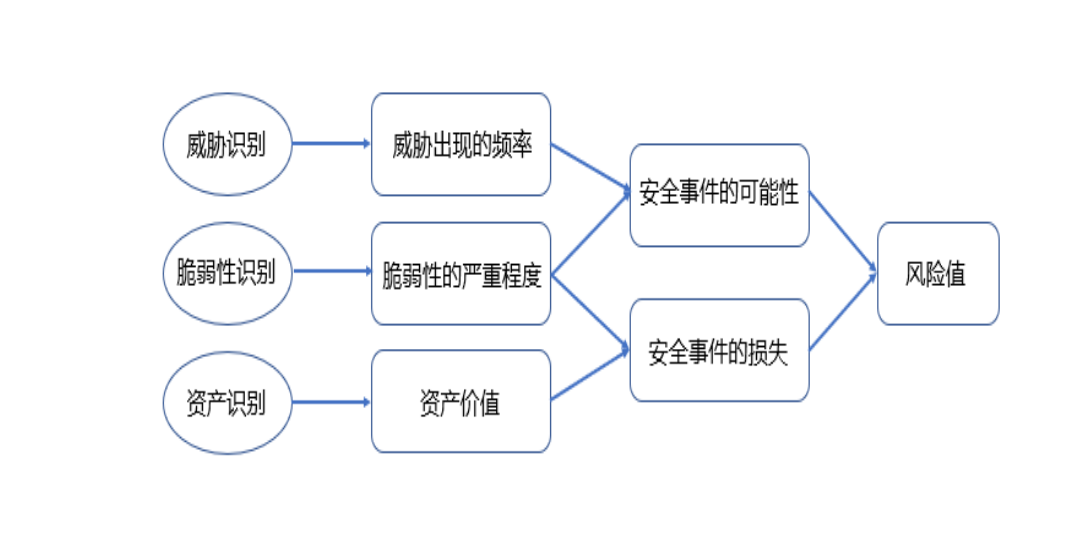 威胁识别
威胁出现的频率
安全事件的可能性
脆弱性识别
脆弱性的严重程度
风险值
安全事件的损失
资产识别
资产价值